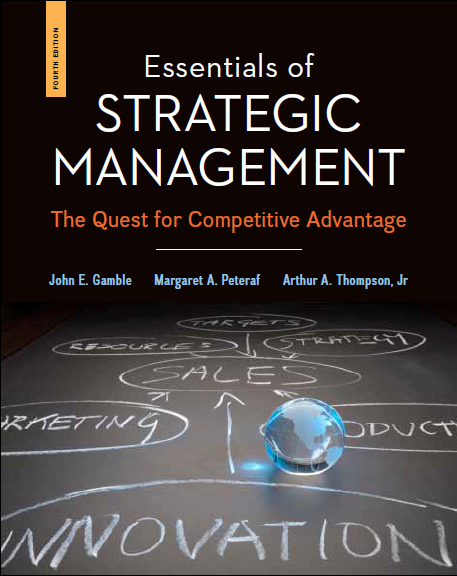 FOURTH EDITION
Essentials of
STRATEGIC
MANAGEMENT
The Quest for Competitive Advantage
John E. Gamble Margaret A. Peteraf Arthur A. Thompson, Jr
TARGETS
RESOURCES STRATEGY
SALES
ARKETING ODUCT
INNOVATION